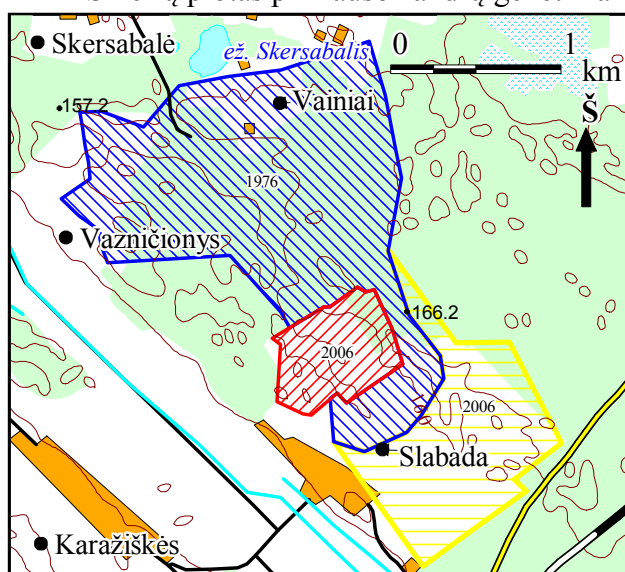 Skersabalė
ež. Skersabalis
0 1
km
Š
157.2
Vainiai
1976
Vazničionys
166.2
2006
2006
Slabada
Karažiškės